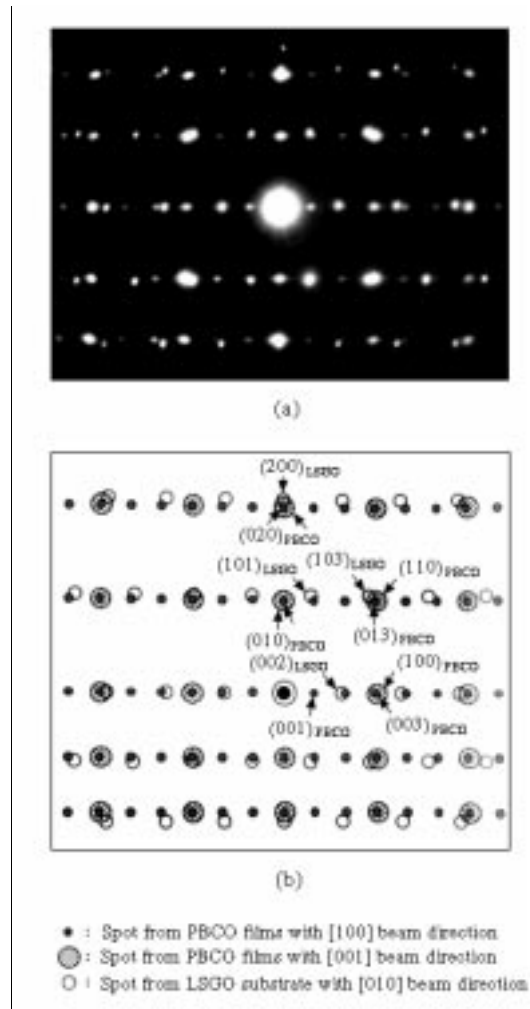 (a)
(200)LSGO
(020)PBCO
(101)LSGO (103)LSGO (110)PBCO
(010)PBCO (013)PBCO
(002)LSGO (100)PBCO
(001)PBCO (003)PBCO
(b)
● : Spot from PBCO films with [100] beam direction
◎ : Spot from PBCO films with [001] beam direction
○ : Spot from LSGO substrate with [010] beam direction